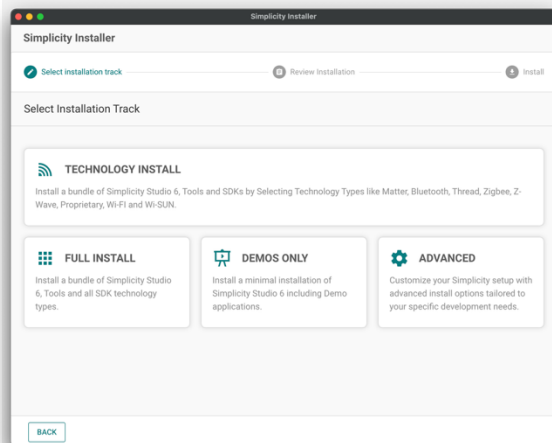 Simplicity Installer
Simplicity Installer
Select installation track
Review Installation
Install
Select Installation Track
TECHNOLOGY INSTALL
Install a bundle of Simplicity Studio 6, Tools and SDKs by Selecting Technology Types like Matter, Bluetooth, Thread, Zigbee, Z-
Wave, Proprietary, Wi-FI and Wi-SUN.
FULL INSTALL
Install a bundle of Simplicity Studio
6, Tools and all SDK technology
types.
DEMOS ONLY
Install a minimal installation of
Simplicity Studio 6 including Demo
applications.
ADVANCED
Customize your Simplicity setup with
advanced install options tailored to
your specific development needs.
BACK